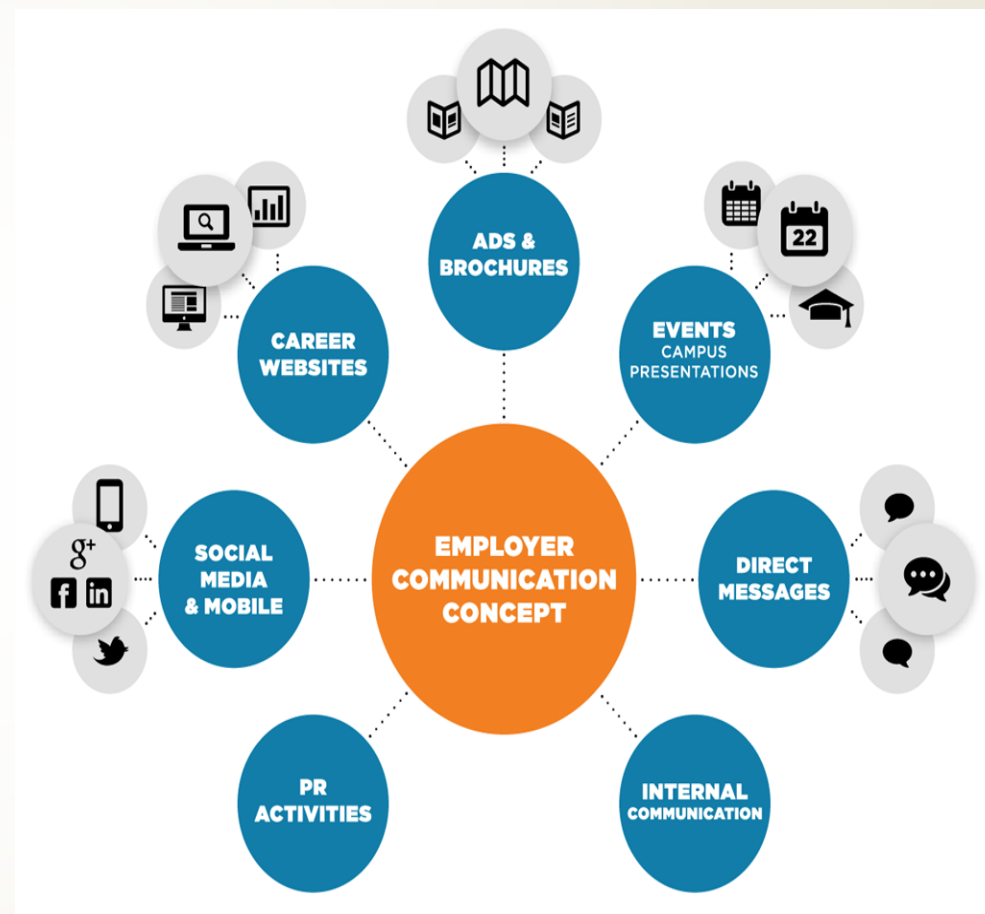 ADS &
BROCHURES
22
CAREER
WEBSITES
EVENTS
CAMPUS
PRESENTATIONS
SOCIAL
MEDIA
& MOBILE
g+
f in
EMPLOYER
COMMUNICATION
CONCEPT
DIRECT
MESSAGES
PR
ACTIVITIES
INTERNAL
COMMUNICATION